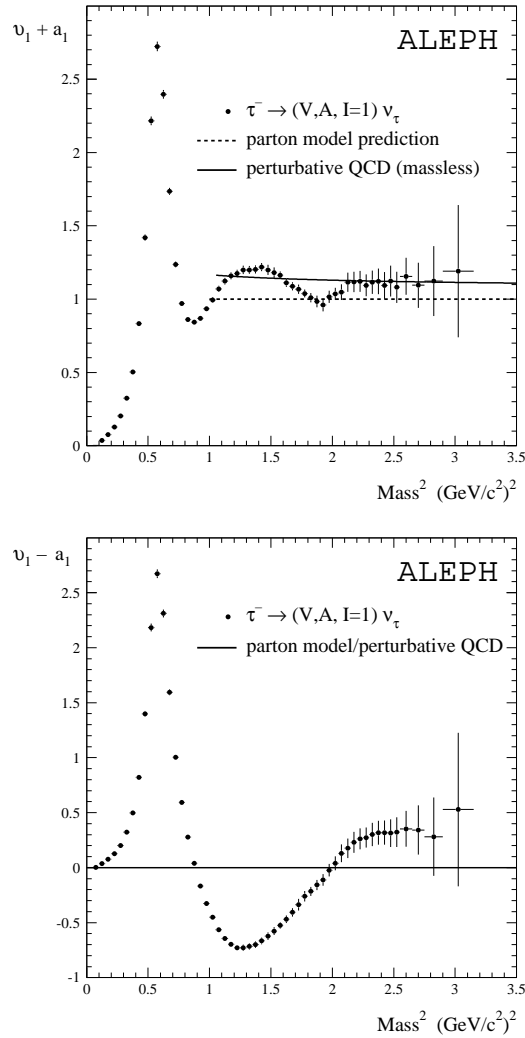 υ₁ + a₁
ALEPH
τ⁻ → (V,A, I=1) ν_τ
parton model prediction
perturbative QCD (massless)
2.5
2
1.5
1
0.5
0
0 0.5 1 1.5 2 2.5 3 3.5
Mass² (GeV/c²)²
υ₁ – a₁
ALEPH
τ⁻ → (V,A, I=1) ν_τ
parton model/perturbative QCD
2.5
2
1.5
1
0.5
0
-0.5
-1
0 0.5 1 1.5 2 2.5 3 3.5
Mass² (GeV/c²)²